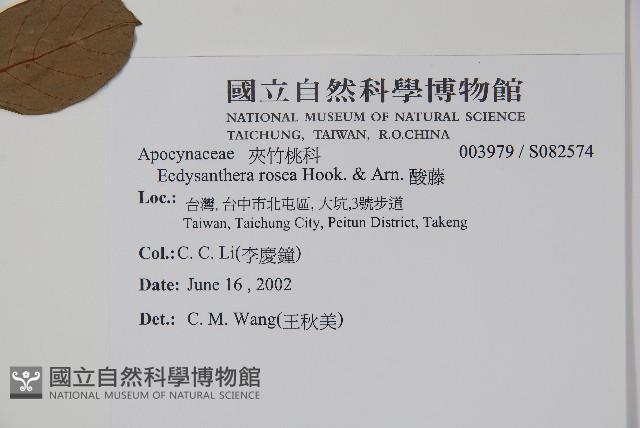 國立自然科學博物館
NATIONAL MUSEUM OF NATURAL SCIENCE
TAICHUNG, TAIWAN, R.O.CHINA
Apocynaceae 夾竹桃科 003979 / S082574
Ecdysanthera rosea Hook. & Arn. 酸藤
Loc.: 台灣, 台中市北屯區, 大坑,3號步道
Taiwan, Taichung City, Peitun District, Takeng
Col.: C. C. Li(李慶鐘)
Date: June 16 , 2002
Det.: C. M. Wang(王秋美)
國立自然科學博物館
NATIONAL MUSEUM OF NATURAL SCIENCE